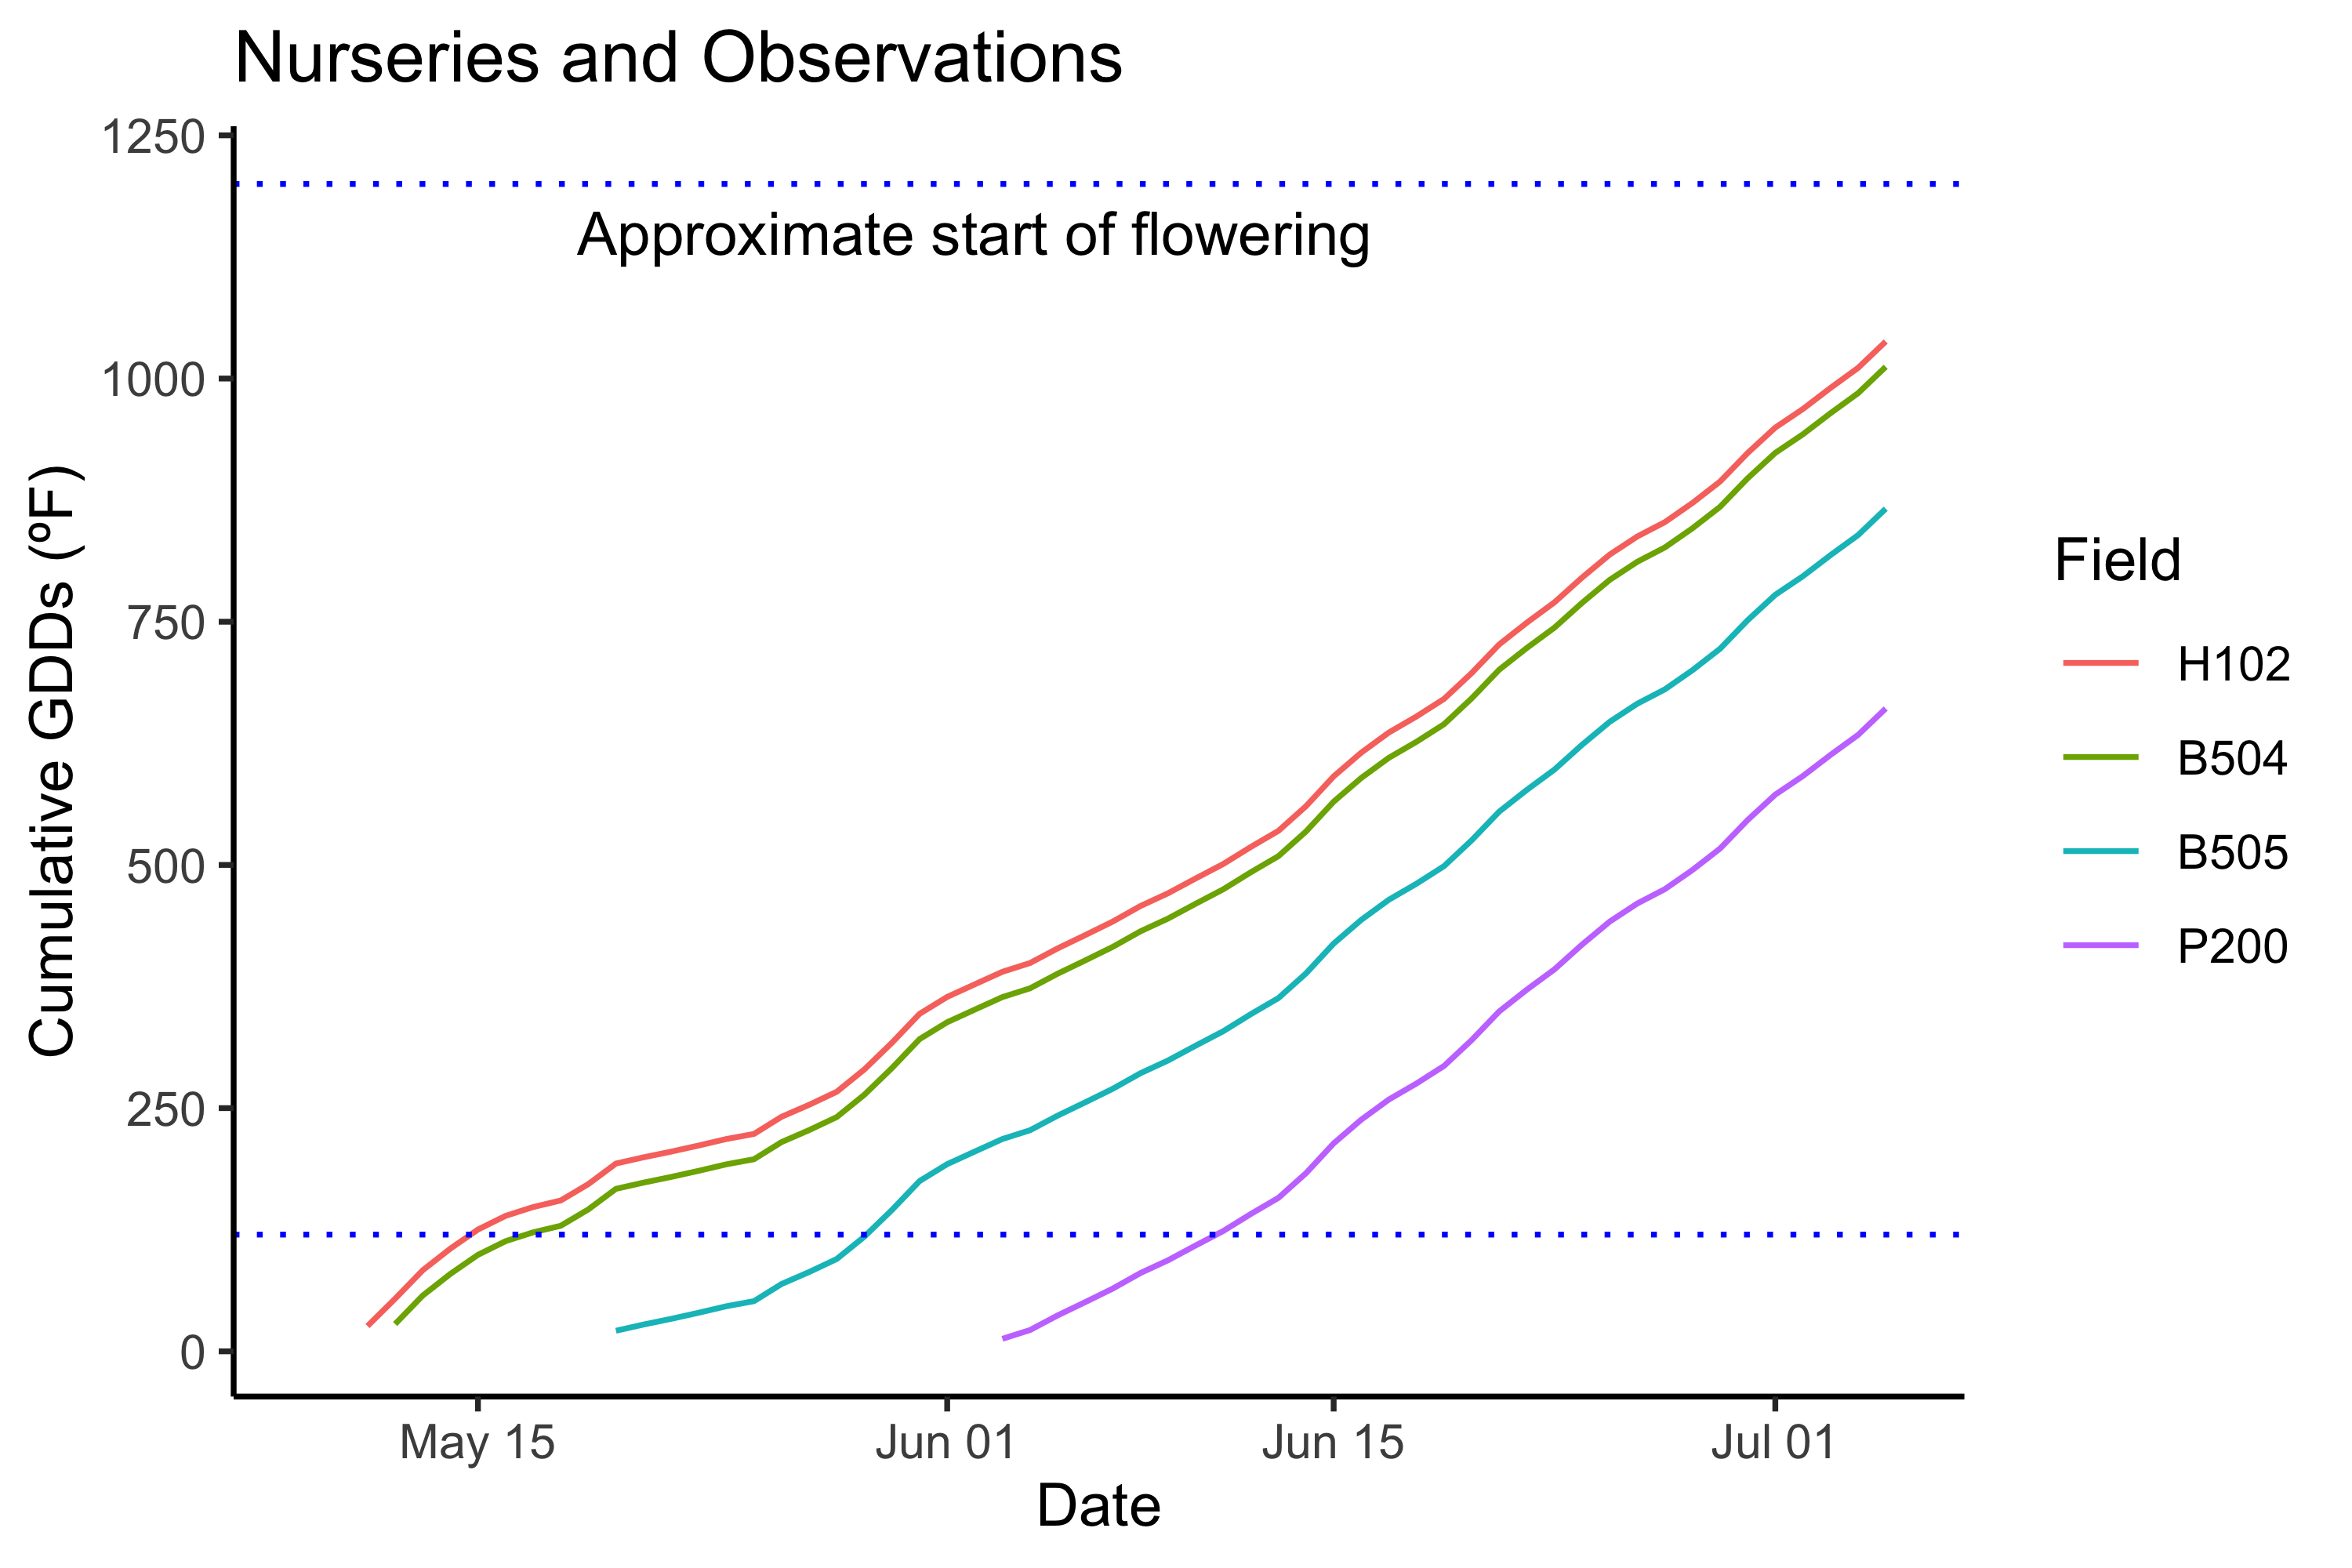 Nurseries and Observations
1250
Approximate start of flowering
1000
750
500
250
0
Cumulative GDDs (ºF)
May 15
Jun 01
Jun 15
Jul 01
Date
Field
H102
B504
B505
P200